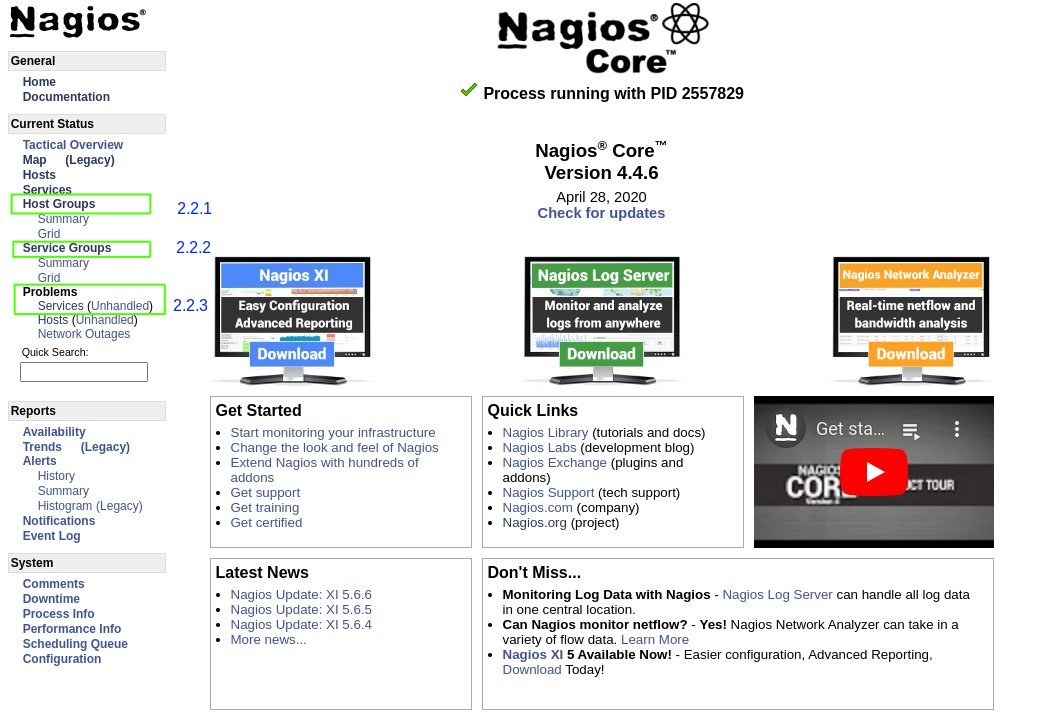 Nagios®
General
Home
Documentation
Current Status
Tactical Overview
Map (Legacy)
Hosts
Services
Host Groups
Summary
Grid
Service Groups
Summary
Grid
Problems
Services (Unhandled)
Hosts (Unhandled)
Network Outages
Quick Search:
Reports
Availability
Trends (Legacy)
Alerts
History
Summary
Histogram (Legacy)
Notifications
Event Log
System
Comments
Downtime
Process Info
Performance Info
Scheduling Queue
Configuration
2.2.1
2.2.2
2.2.3
Nagios®
Core™
Process running with PID 2557829
Nagios® Core™
Version 4.4.6
April 28, 2020
Check for updates
Nagios XI
Easy Configuration
Advanced Reporting
Download
Nagios Log Server
Monitor and analyze
logs from anywhere
Download
Nagios Network Analyzer
Real-time netflow and
bandwidth analysis
Download
Get Started
Start monitoring your infrastructure
Change the look and feel of Nagios
Extend Nagios with hundreds of
addons
Get support
Get training
Get certified
Quick Links
Nagios Library (tutorials and docs)
Nagios Labs (development blog)
Nagios Exchange (plugins and
addons)
Nagios Support (tech support)
Nagios.com (company)
Nagios.org (project)
N
Get sta...
NAGIOS
CORE
UCT TOUR
Latest News
Nagios Update: XI 5.6.6
Nagios Update: XI 5.6.5
Nagios Update: XI 5.6.4
More news...
Don't Miss...
Monitoring Log Data with Nagios - Nagios Log Server can handle all log data
in one central location.
Can Nagios monitor netflow? - Yes! Nagios Network Analyzer can take in a
variety of flow data. Learn More
Nagios XI 5 Available Now! - Easier configuration, Advanced Reporting,
Download Today!